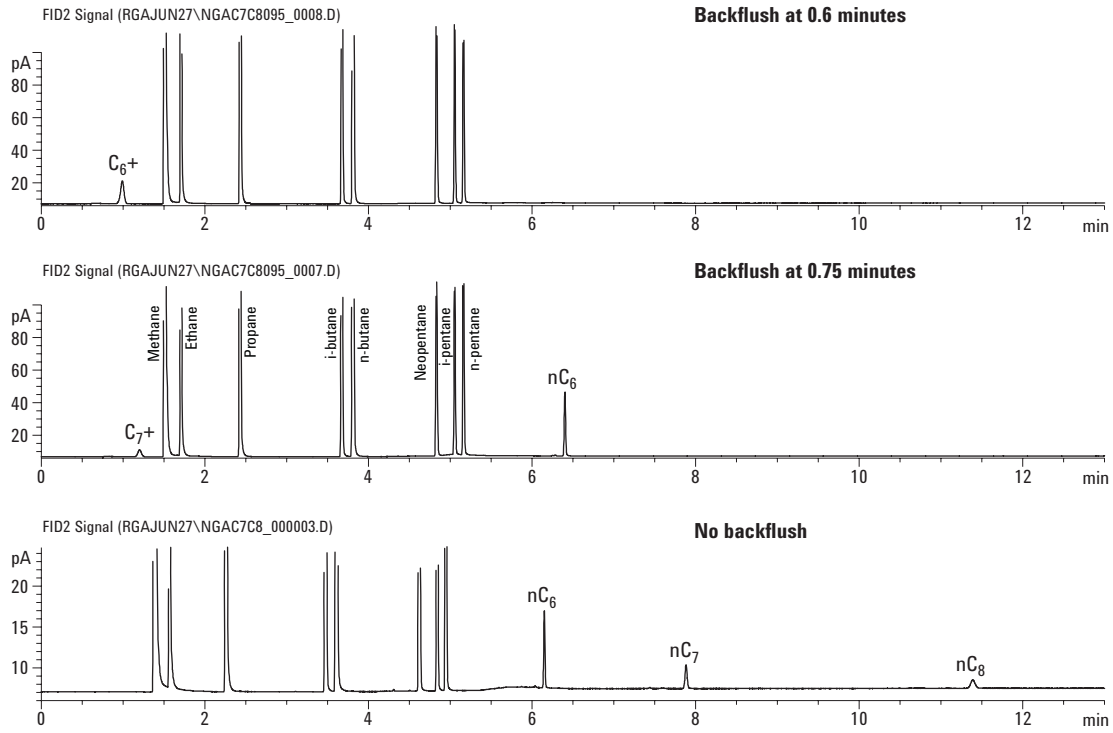 FID2 Signal (RGAJUN27\NGAC7C8095_0008.D)
Backflush at 0.6 minutes
pA
80
60
40
20
C6+
0 2 4 6 8 10 12 min
FID2 Signal (RGAJUN27\NGAC7C8095_0007.D)
Backflush at 0.75 minutes
pA
80
60
40
20
C7+
Methane
Ethane
Propane
i-butane
n-butane
Neopentane
i-pentane
n-pentane
nC6
0 2 4 6 8 10 12 min
FID2 Signal (RGAJUN27\NGAC7C8_000003.D)
No backflush
pA
20
15
10
nC6
nC7
nC8
0 2 4 6 8 10 12 min